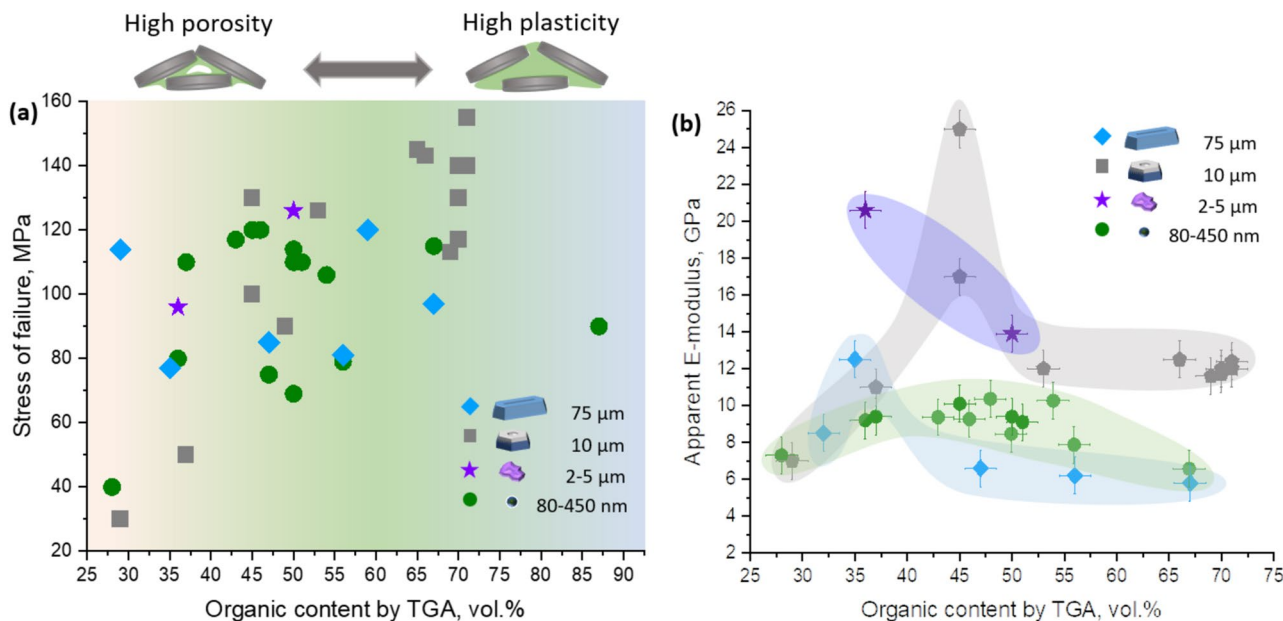 High porosity
High plasticity
(a)
160
140
120
100
80
60
40
20
Stress of failure, MPa
75 µm
10 µm
2-5 µm
80-450 nm
25 30 35 40 45 50 55 60 65 70 75 80 85 90
Organic content by TGA, vol.%
(b)
26
24
22
20
18
16
14
12
10
8
6
4
2
Apparent E-modulus, GPa
75 µm
10 µm
2-5 µm
80-450 nm
25 30 35 40 45 50 55 60 65 70 75
Organic content by TGA, vol.%